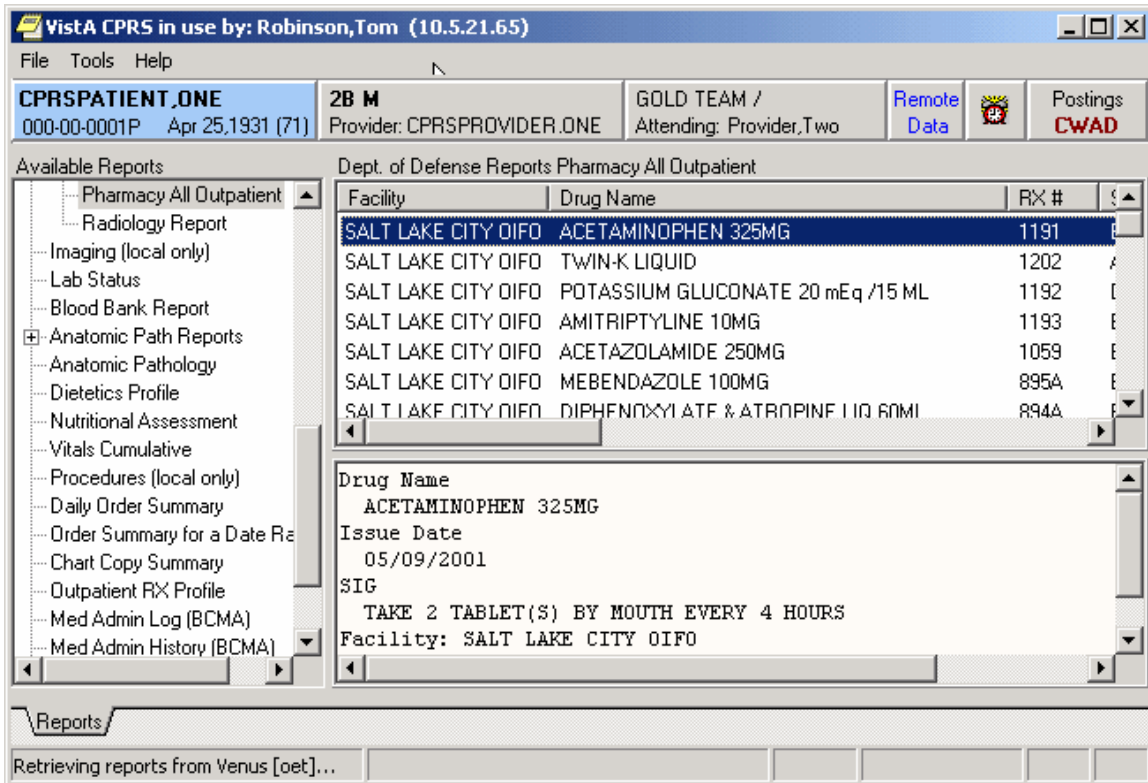 VistA CPRS in use by: Robinson,Tom (10.5.21.65)
File Tools Help
CPRSPATIENT,ONE
000-00-0001P Apr 25,1931 (71)
2B M
Provider: CPRSPROVIDER.ONE
GOLD TEAM /
Attending: Provider,Two
Remote
Data
Postings
CWAD
Available Reports
Pharmacy All Outpatient
Radiology Report
Imaging (local only)
Lab Status
Blood Bank Report
Anatomic Path Reports
Anatomic Pathology
Dietetics Profile
Nutritional Assessment
Vitals Cumulative
Procedures (local only)
Daily Order Summary
Order Summary for a Date Ra
Chart Copy Summary
Outpatient RX Profile
Med Admin Log (BCMA)
Med Admin History (BCMA)
Dept. of Defense Reports Pharmacy All Outpatient
Facility Drug Name RX #
SALT LAKE CITY OIFO ACETAMINOPHEN 325MG 1191
SALT LAKE CITY OIFO TWIN-K LIQUID 1202
SALT LAKE CITY OIFO POTASSIUM GLUCONATE 20 mEq /15 ML 1192
SALT LAKE CITY OIFO AMITRIPTYLINE 10MG 1193
SALT LAKE CITY OIFO ACETAZOLAMIDE 250MG 1059
SALT LAKE CITY OIFO MEBENDAZOLE 100MG 895A
SALT LAKE CITY OIFO DIPHENOXYLATE & ATROPINE LIQ 60ML 894A
Drug Name
ACETAMINOPHEN 325MG
Issue Date
05/09/2001
SIG
TAKE 2 TABLET(S) BY MOUTH EVERY 4 HOURS
Facility: SALT LAKE CITY OIFO
Reports
Retrieving reports from Venus [oet]...